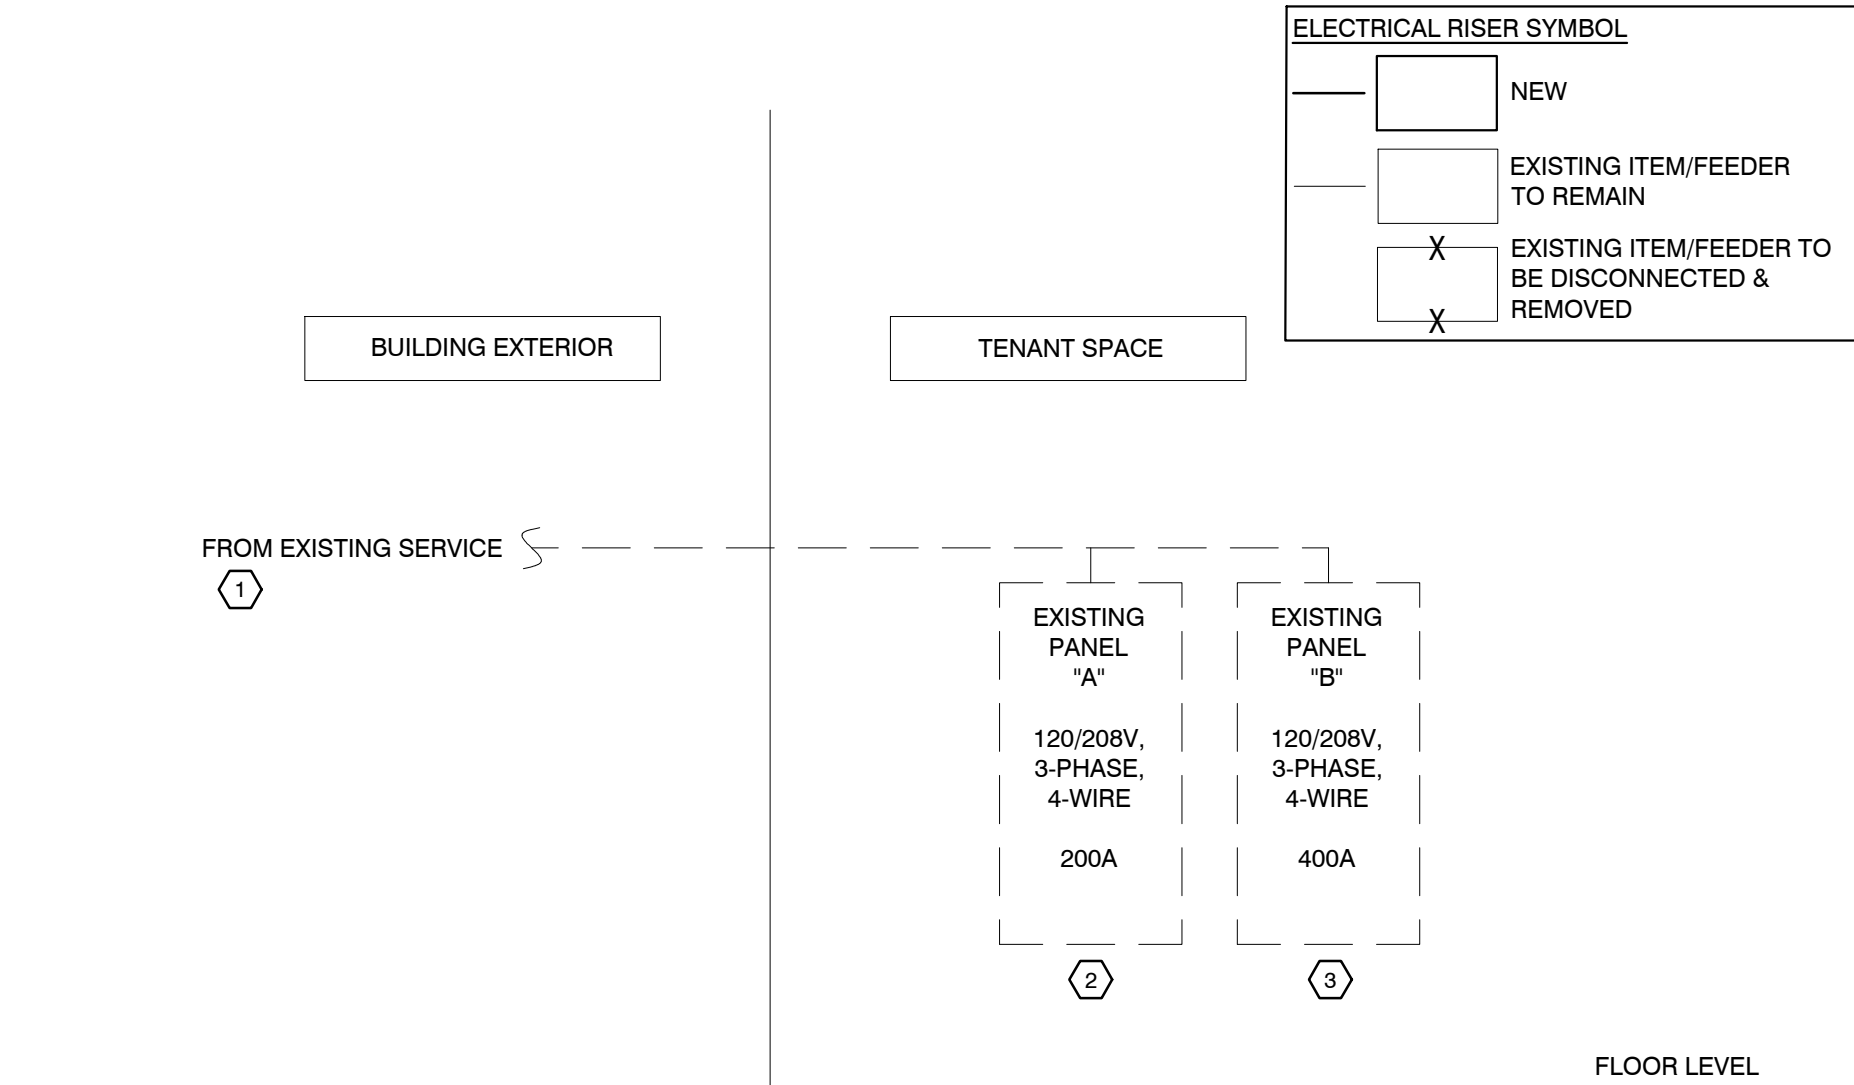 ELECTRICAL RISER SYMBOL
NEW
EXISTING ITEM/FEEDER
TO REMAIN
X
EXISTING ITEM/FEEDER TO
BE DISCONNECTED &
REMOVED
X
BUILDING EXTERIOR
TENANT SPACE
FROM EXISTING SERVICE
1
EXISTING
PANEL
"A"
120/208V,
3-PHASE,
4-WIRE
200A
2
EXISTING
PANEL
"B"
120/208V,
3-PHASE,
4-WIRE
400A
3
FLOOR LEVEL